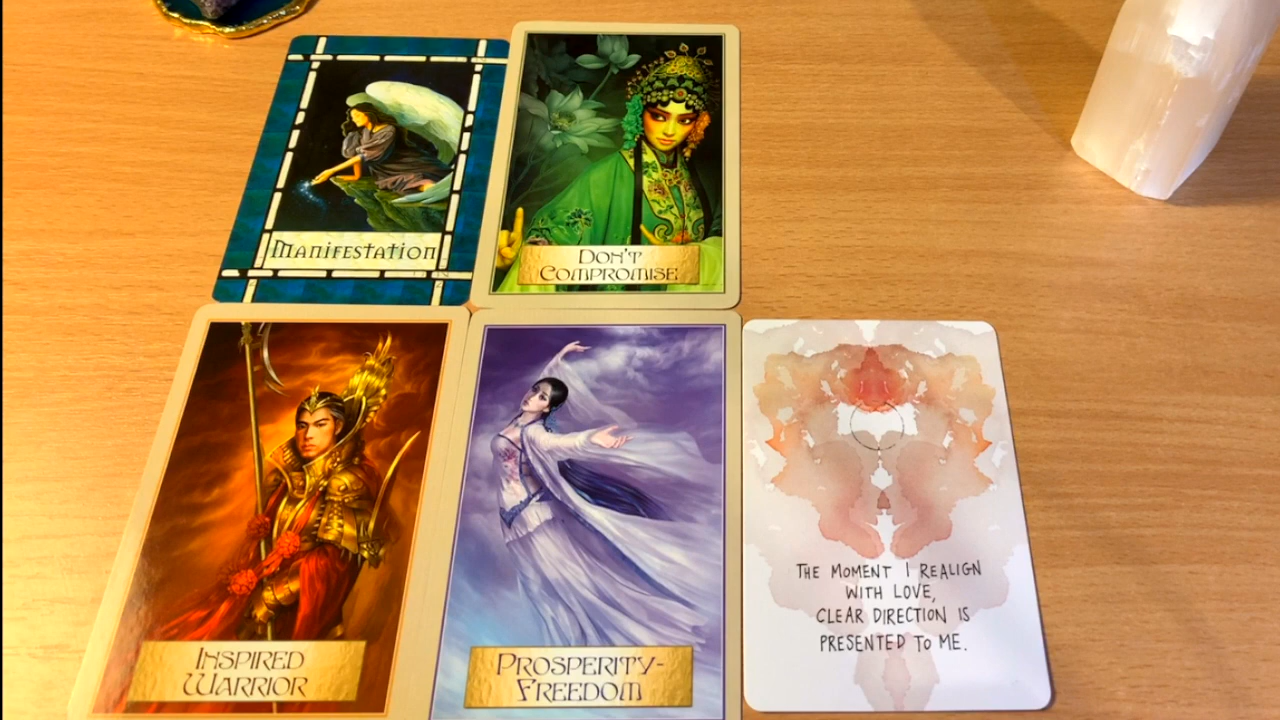 Manifestation
Don't
Compromise
Inspired
Warrior
Prosperity-
Freedom
THE MOMENT I REALIGN
WITH LOVE,
CLEAR DIRECTION IS
PRESENTED TO ME.